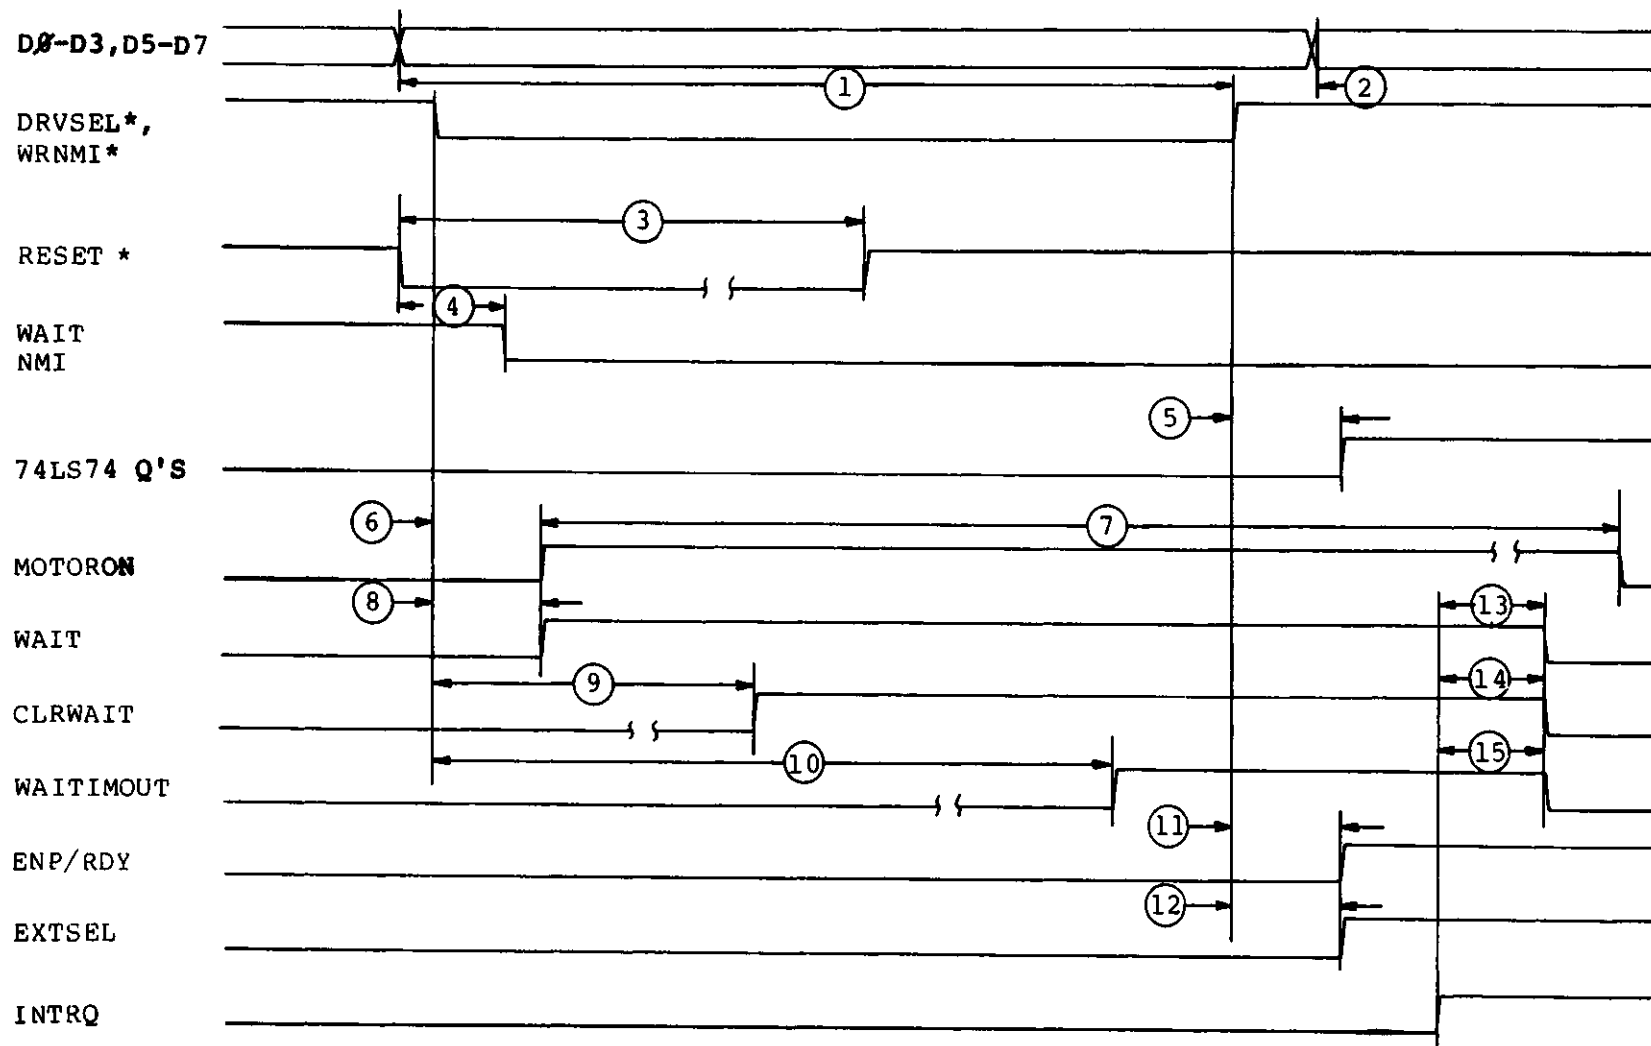 DØ-D3,D5-D7
1
2
DRVSEL*,
WRNMI*
3
RESET *
4
WAIT
NMI
5
74LS74 Q'S
6
7
MOTORON
8
13
WAIT
9
14
CLRWAIT
10
15
WAITIMOUT
11
ENP/RDY
12
EXTSEL
INTRQ